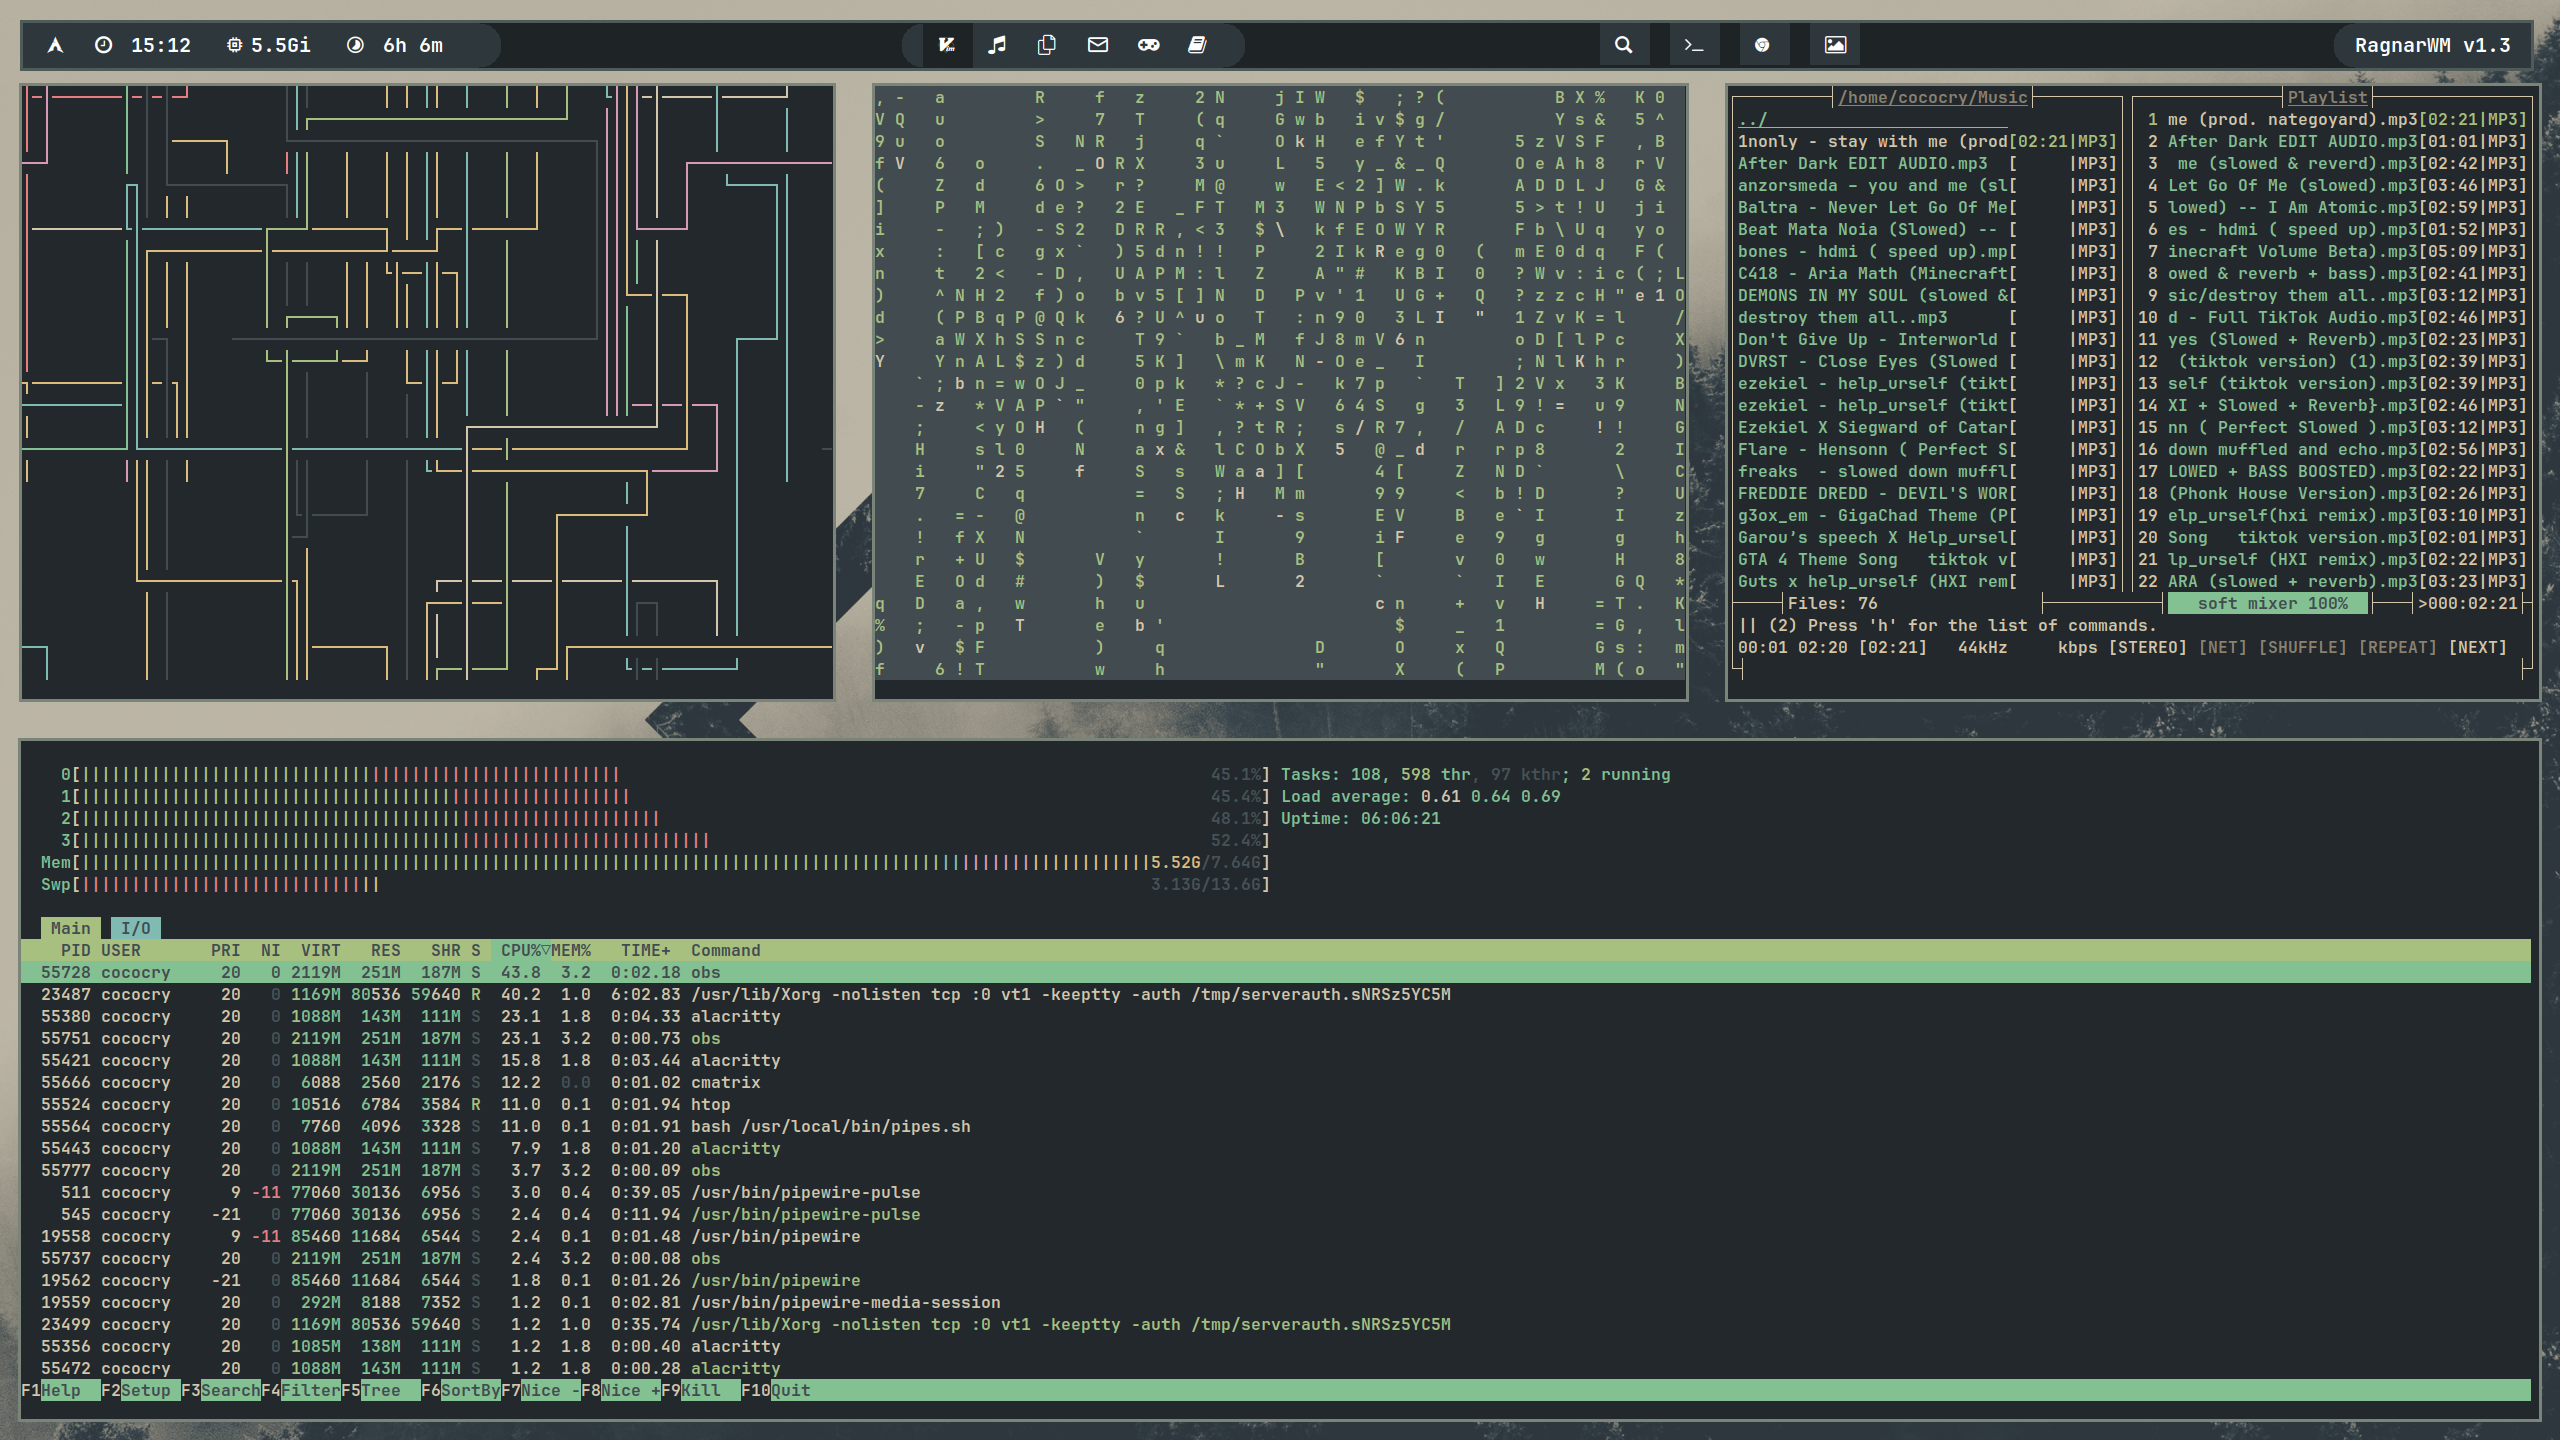 15:12 5.5Gi 6h 6m RagnarWM v1.3
/home/cococry/Music
../
1nonly - stay with me (prod[02:21|MP3]
After Dark EDIT AUDIO.mp3 [ |MP3]
anzorsmeda – you and me (sl[ |MP3]
Baltra - Never Let Go Of Me[ |MP3]
Beat Mata Noia (Slowed) -- [ |MP3]
bones - hdmi ( speed up).mp[ |MP3]
C418 - Aria Math (Minecraft[ |MP3]
DEMONS IN MY SOUL (slowed &[ |MP3]
destroy them all..mp3 [ |MP3]
Don't Give Up - Interworld [ |MP3]
DVRST - Close Eyes (Slowed [ |MP3]
ezekiel - help_urself (tikt[ |MP3]
ezekiel - help_urself (tikt[ |MP3]
Ezekiel X Siegward of Catar[ |MP3]
Flare - Hensonn ( Perfect S[ |MP3]
freaks  - slowed down muffl[ |MP3]
FREDDIE DREDD - DEVIL'S WOR[ |MP3]
g3ox_em - GigaChad Theme (P[ |MP3]
Garou's speech X Help_ursel[ |MP3]
GTA 4 Theme Song   tiktok v[ |MP3]
Guts x help_urself (HXI rem[ |MP3]
Playlist
1 me (prod. nategoyard).mp3[02:21|MP3]
2 After Dark EDIT AUDIO.mp3[01:01|MP3]
3  me (slowed & reverd).mp3[02:42|MP3]
4 Let Go Of Me (slowed).mp3[03:46|MP3]
5 lowed) -- I Am Atomic.mp3[02:59|MP3]
6 es - hdmi ( speed up).mp3[01:52|MP3]
7 inecraft Volume Beta).mp3[05:09|MP3]
8 owed & reverb + bass).mp3[02:41|MP3]
9 sic/destroy them all..mp3[03:12|MP3]
10 d - Full TikTok Audio.mp3[02:46|MP3]
11 yes (Slowed + Reverb).mp3[02:23|MP3]
12  (tiktok version) (1).mp3[02:39|MP3]
13 self (tiktok version).mp3[02:39|MP3]
14 XI + Slowed + Reverb}.mp3[02:46|MP3]
15 nn ( Perfect Slowed ).mp3[03:12|MP3]
16 down muffled and echo.mp3[02:56|MP3]
17 LOWED + BASS BOOSTED).mp3[02:22|MP3]
18 (Phonk House Version).mp3[02:26|MP3]
19 elp_urself(hxi remix).mp3[03:10|MP3]
20 Song   tiktok version.mp3[02:01|MP3]
21 lp_urself (HXI remix).mp3[02:22|MP3]
22 ARA (slowed + reverb).mp3[03:23|MP3]
Files: 76 soft mixer 100% >000:02:21
|| (2) Press 'h' for the list of commands.
00:01 02:20 [02:21] 44kHz kbps [STEREO] [NET] [SHUFFLE] [REPEAT] [NEXT]
0[ 45.1%] Tasks: 108, 598 thr, 97 kthr; 2 running
1[ 45.4%] Load average: 0.61 0.64 0.69
2[ 48.1%] Uptime: 06:06:21
3[ 52.4%]
Mem[ 5.52G/7.64G]
Swp[ 3.13G/13.6G]
Main I/O
PID USER PRI NI VIRT RES SHR S CPU%▽MEM% TIME+ Command
55728 cococry 20 0 2119M 251M 187M S 43.8 3.2 0:02.18 obs
23487 cococry 20 0 1169M 80536 59640 R 40.2 1.0 6:02.83 /usr/lib/Xorg -nolisten tcp :0 vt1 -keeptty -auth /tmp/serverauth.sNRSz5YC5M
55380 cococry 20 0 1088M 143M 111M S 23.1 1.8 0:04.33 alacritty
55751 cococry 20 0 2119M 251M 187M S 23.1 3.2 0:00.73 obs
55421 cococry 20 0 1088M 143M 111M S 15.8 1.8 0:03.44 alacritty
55666 cococry 20 0 6088 2560 2176 S 12.2 0.0 0:01.02 cmatrix
55524 cococry 20 0 10516 6784 3584 R 11.0 0.1 0:01.94 htop
55564 cococry 20 0 7760 4096 3328 S 11.0 0.1 0:01.91 bash /usr/local/bin/pipes.sh
55443 cococry 20 0 1088M 143M 111M S 7.9 1.8 0:01.20 alacritty
55777 cococry 20 0 2119M 251M 187M S 3.7 3.2 0:00.09 obs
511 cococry 9 -11 77060 30136 6956 S 3.0 0.4 0:39.05 /usr/bin/pipewire-pulse
545 cococry -21 0 77060 30136 6956 S 2.4 0.4 0:11.94 /usr/bin/pipewire-pulse
19558 cococry 9 -11 85460 11684 6544 S 2.4 0.1 0:01.48 /usr/bin/pipewire
55737 cococry 20 0 2119M 251M 187M S 2.4 3.2 0:00.08 obs
19562 cococry -21 0 85460 11684 6544 S 1.8 0.1 0:01.26 /usr/bin/pipewire
19559 cococry 20 0 292M 8188 7352 S 1.2 0.1 0:02.81 /usr/bin/pipewire-media-session
23499 cococry 20 0 1169M 80536 59640 S 1.2 1.0 0:35.74 /usr/lib/Xorg -nolisten tcp :0 vt1 -keeptty -auth /tmp/serverauth.sNRSz5YC5M
55356 cococry 20 0 1085M 138M 111M S 1.2 1.8 0:00.40 alacritty
55472 cococry 20 0 1088M 143M 111M S 1.2 1.8 0:00.28 alacritty
F1Help F2Setup F3SearchF4FilterF5Tree F6SortByF7Nice -F8Nice +F9Kill F10Quit